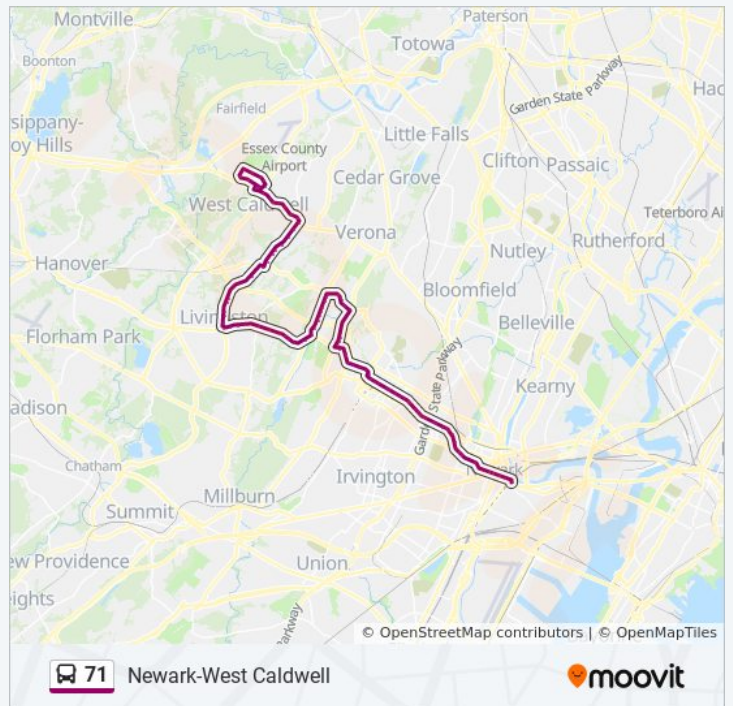 Paterson
Montville
Totowa
Boonton
Garden State Parkway
Hac
Fairfield
sippany-
oy Hills
Little Falls
Essex County
Airport
Clifton
Passaic
Cedar Grove
West Caldwell
Teterboro Ai
Verona
Rutherford
Nutley
Hanover
Bloomfield
Livingston
Belleville
Florham Park
Garden State Parkway
Kearny
adison
Chatham
Irvington
Newark
Millburn
Summit
ew Providence
Union
eights
Parkway
© OpenStreetMap contributors | © OpenMapTiles
71 Newark-West Caldwell
moovit